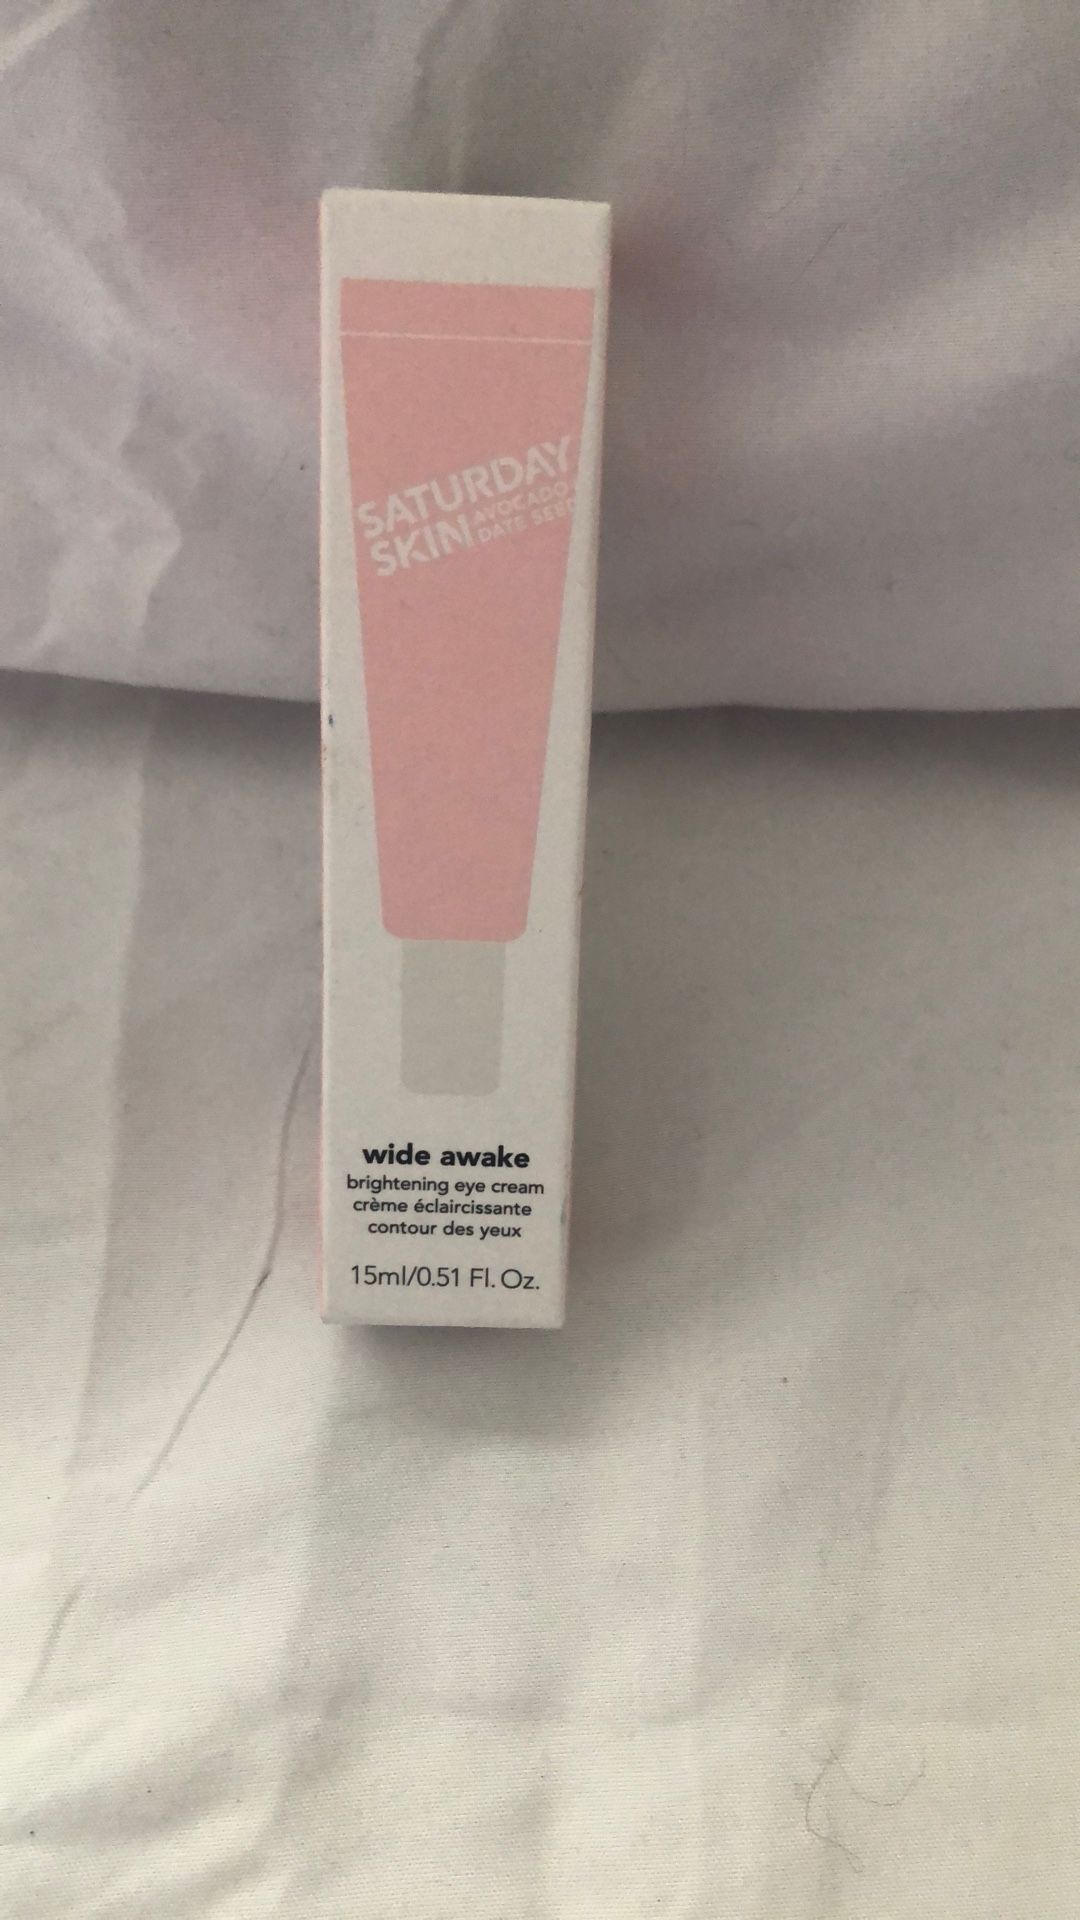 SATURDAY
SKIN
AVOCADO
DATE SEED
wide awake
brightening eye cream
crème éclaircissante
contour des yeux
15ml/0.51 Fl. Oz.